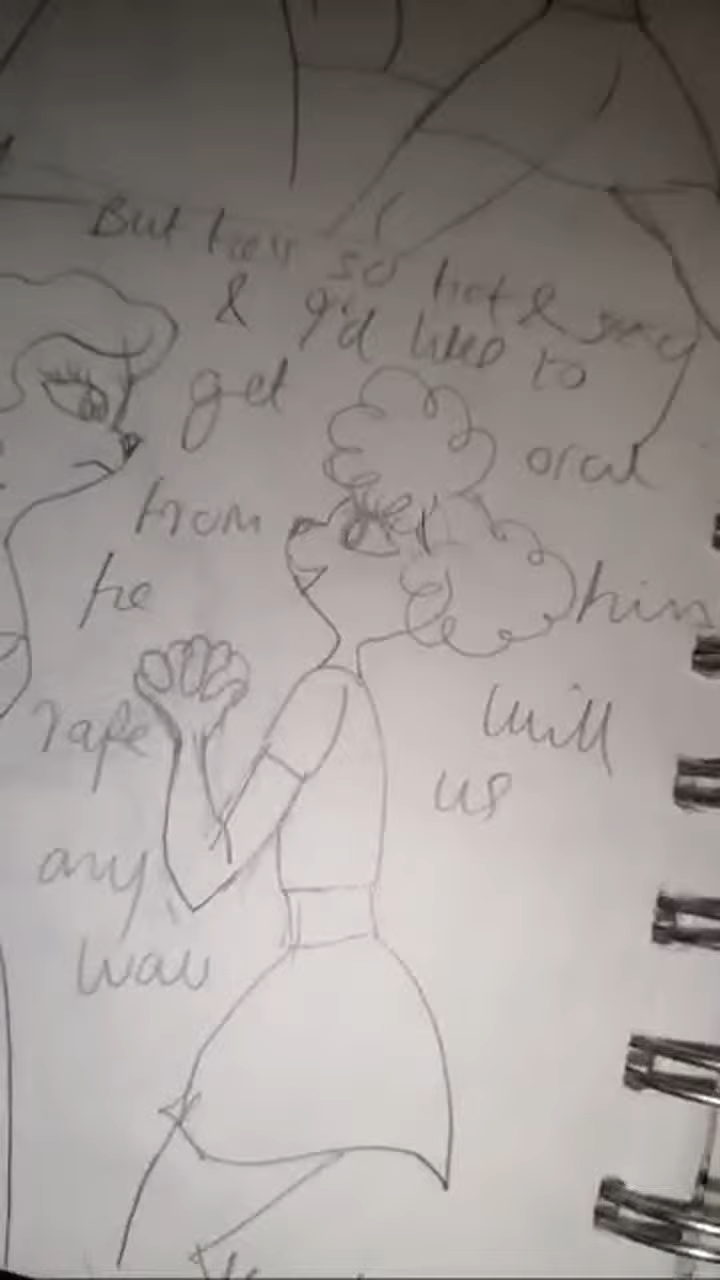 But he's so hot & sexy
& I'd like to
get oral
from him
he will
rape us
any
way